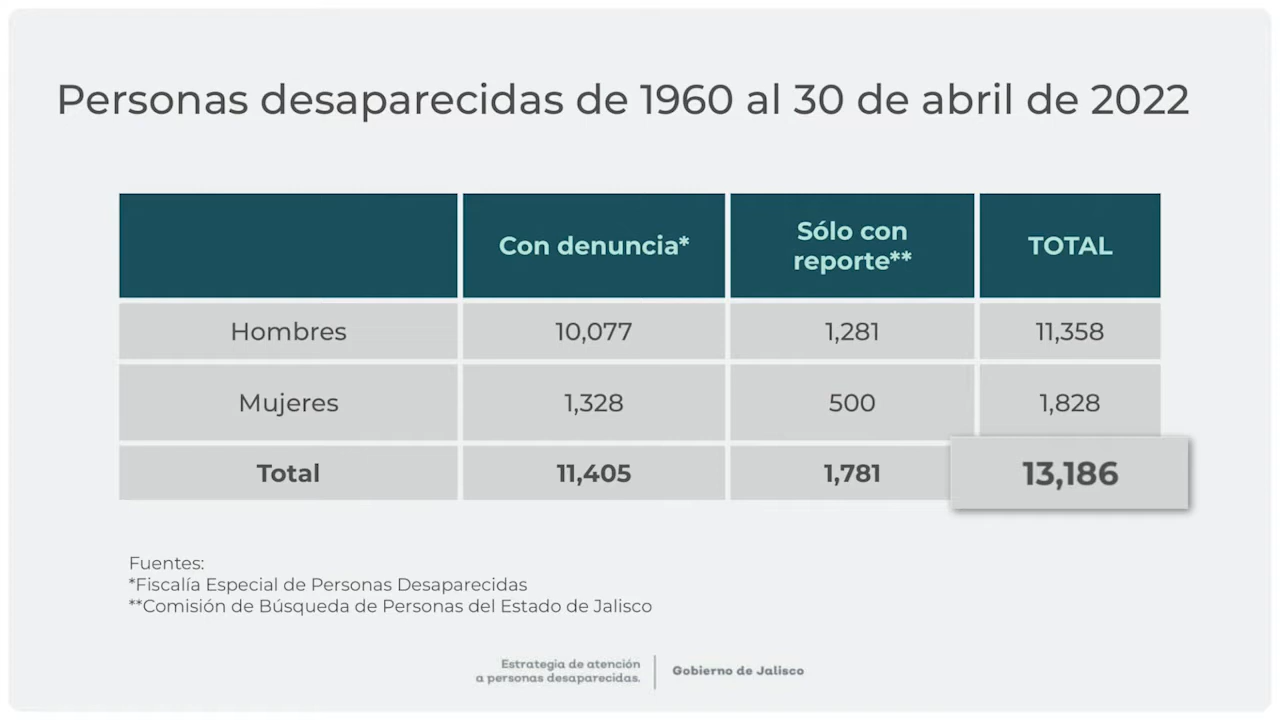 Personas desaparecidas de 1960 al 30 de abril de 2022
Con denuncia*
Sólo con
reporte**
TOTAL
Hombres 10,077 1,281 11,358
Mujeres 1,328 500 1,828
Total 11,405 1,781 13,186
Fuentes:
*Fiscalía Especial de Personas Desaparecidas
**Comisión de Búsqueda de Personas del Estado de Jalisco
Estrategia de atención
a personas desaparecidas.
Gobierno de Jalisco